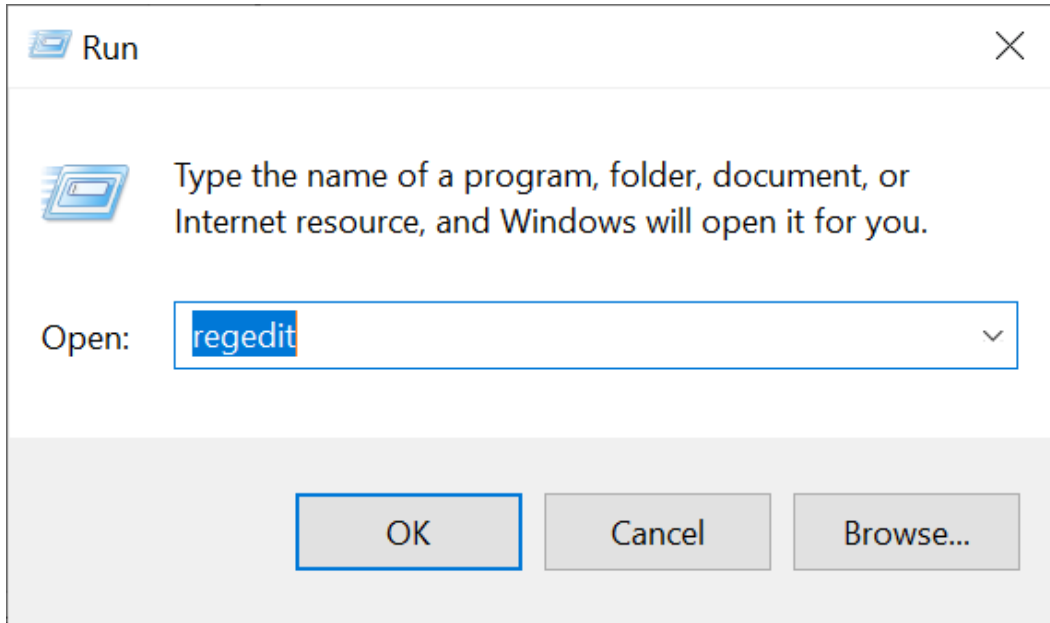 Run
Type the name of a program, folder, document, or
Internet resource, and Windows will open it for you.
Open: regedit
OK Cancel Browse...